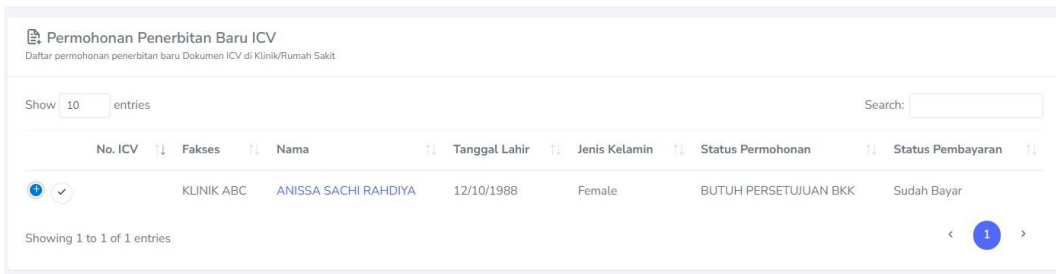 Permohonan Penerbitan Baru ICV
Daftar permohonan penerbitan baru Dokumen ICV di Klinik/Rumah Sakit
Show 10 entries Search:
No. ICV Fakses Nama Tanggal Lahir Jenis Kelamin Status Permohonan Status Pembayaran
KLINIK ABC ANISSA SACHI RAHDIYA 12/10/1988 Female BUTUH PERSETUJUAN BKK Sudah Bayar
Showing 1 to 1 of 1 entries ‹ 1 ›